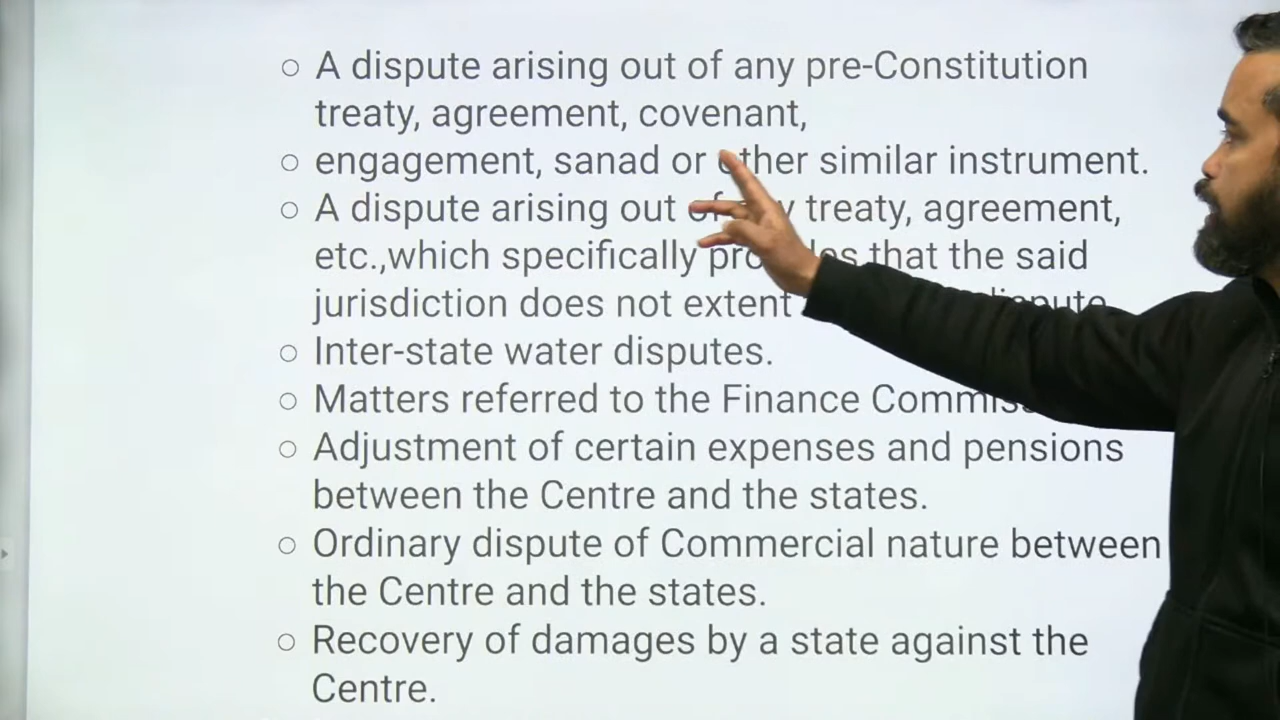 ○ A dispute arising out of any pre-Constitution
treaty, agreement, covenant,
○ engagement, sanad or other similar instrument.
○ A dispute arising out of treaty, agreement,
etc.,which specifically that the said
jurisdiction does not extent dispute
○ Inter-state water disputes.
○ Matters referred to the Finance
○ Adjustment of certain expenses and pensions
between the Centre and the states.
○ Ordinary dispute of Commercial nature between
the Centre and the states.
○ Recovery of damages by a state against the
Centre.